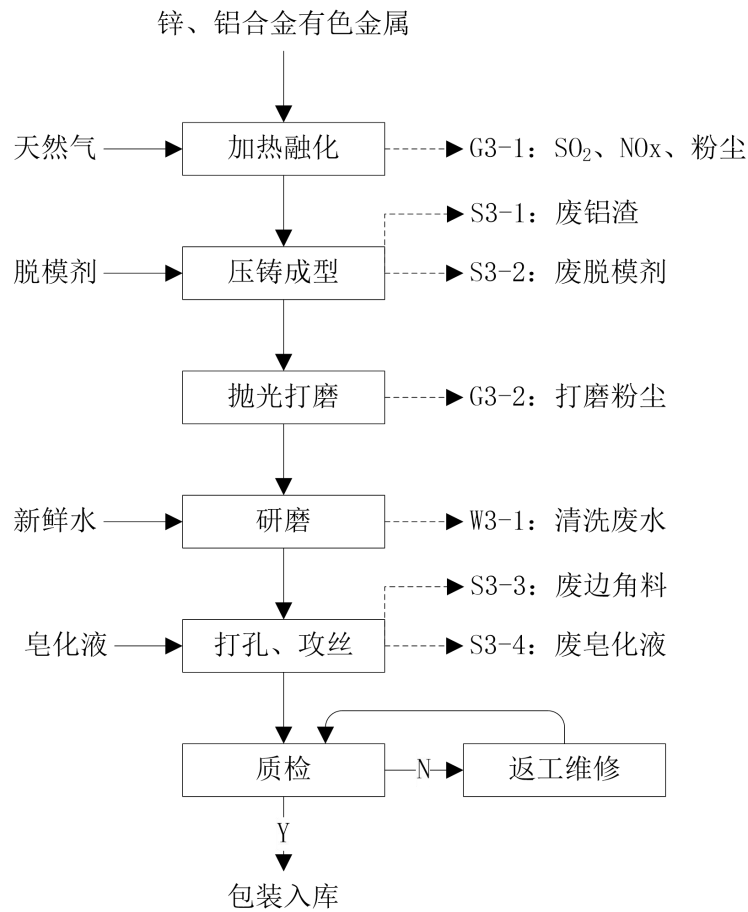 锌、铝合金有色金属
天然气
加热融化
G3-1：SO₂、NOx、粉尘
S3-1：废铝渣
脱模剂
压铸成型
S3-2：废脱模剂
抛光打磨
G3-2：打磨粉尘
新鲜水
研磨
W3-1：清洗废水
S3-3：废边角料
皂化液
打孔、攻丝
S3-4：废皂化液
质检
N
返工维修
Y
包装入库